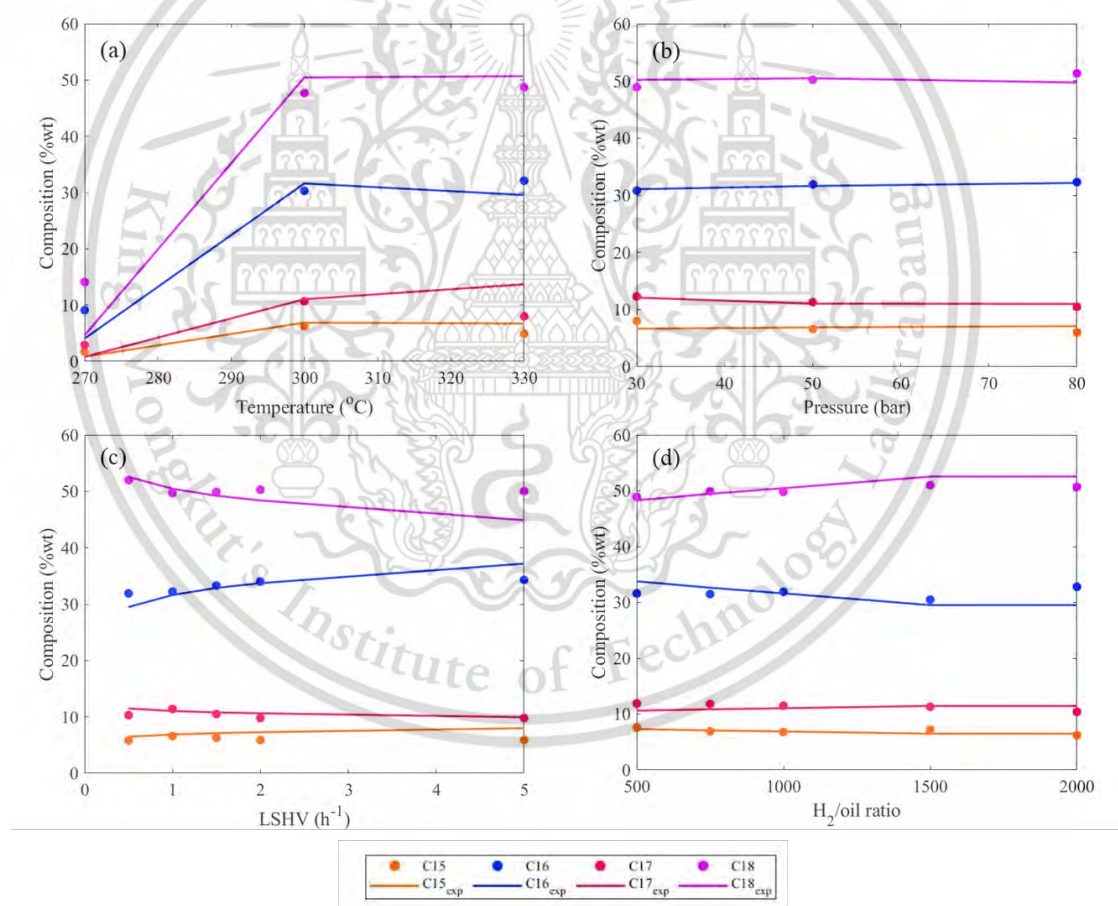 (a)
Composition (%wt)
60
50
40
30
20
10
0
270 280 290 300 310 320 330
Temperature (°C)
(b)
Composition (%wt)
60
50
40
30
20
10
0
30 40 50 60 70 80
Pressure (bar)
(c)
Composition (%wt)
60
50
40
30
20
10
0
0 1 2 3 4 5
LSHV (h⁻¹)
(d)
Composition (%wt)
60
50
40
30
20
10
0
500 1000 1500 2000
H₂/oil ratio
King Mongkut's Institute of Technology Ladkrabang
C15 C16 C17 C18
C15exp C16exp C17exp C18exp